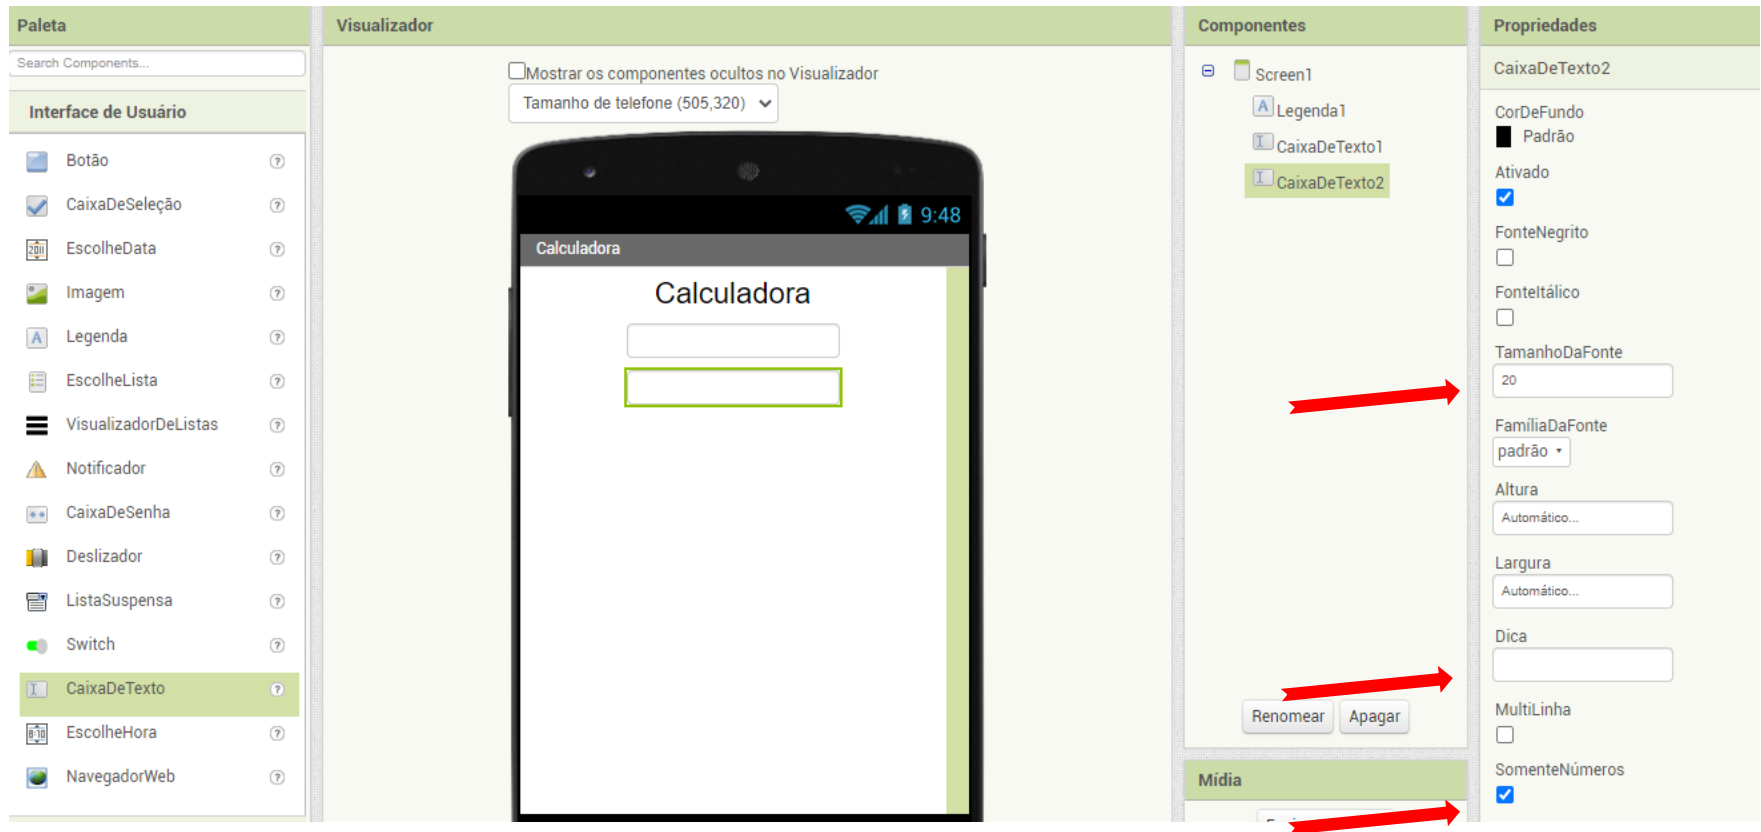 Paleta
Search Components...
Interface de Usuário
Botão
CaixaDeSeleção
EscolheData
Imagem
Legenda
EscolheLista
VisualizadorDeListas
Notificador
CaixaDeSenha
Deslizador
ListaSuspensa
Switch
CaixaDeTexto
EscolheHora
NavegadorWeb
Visualizador
Mostrar os componentes ocultos no Visualizador
Tamanho de telefone (505,320)
9:48
Calculadora
Calculadora
Componentes
Screen1
Legenda1
CaixaDeTexto1
CaixaDeTexto2
Renomear Apagar
Mídia
Propriedades
CaixaDeTexto2
CorDeFundo
Padrão
Ativado
FonteNegrito
FonteItálico
TamanhoDaFonte
20
FamíliaDaFonte
padrão
Altura
Automático...
Largura
Automático...
Dica
MultiLinha
SomenteNúmeros